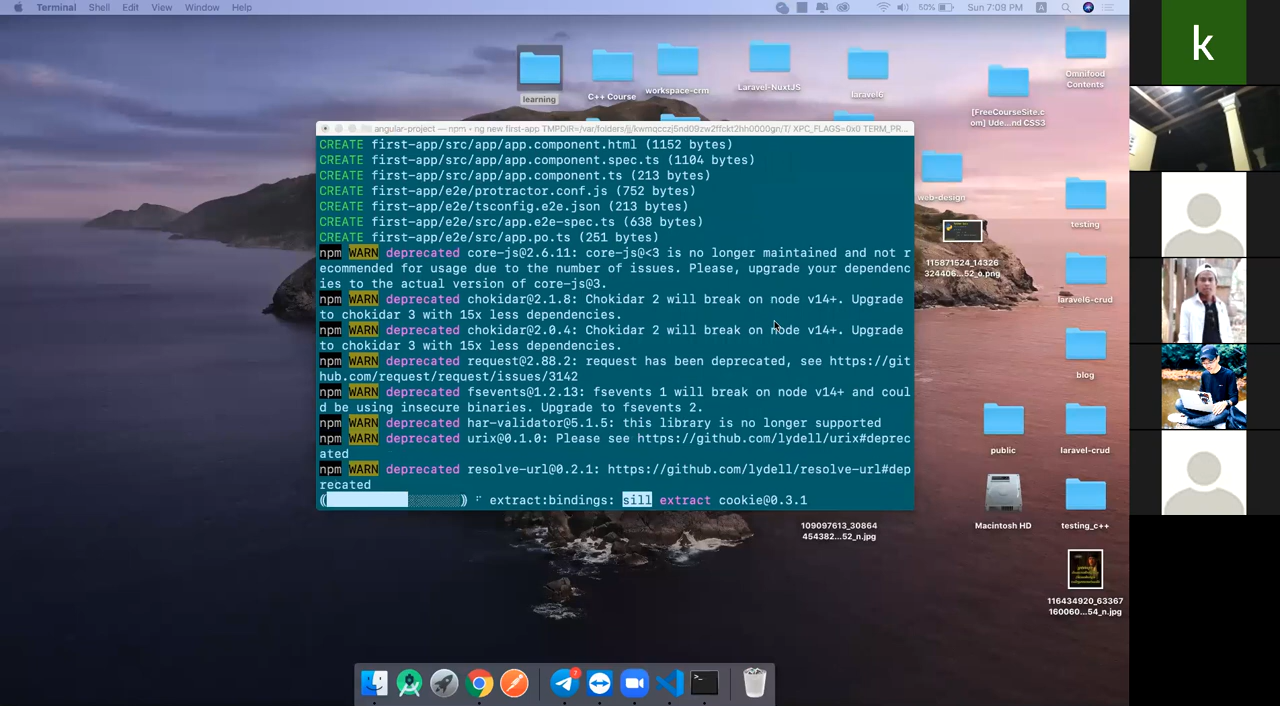 Terminal Shell Edit View Window Help
50% Sun 7:09 PM A
learning
C++ Course
workspace-crm
Laravel-NuxtJS
laravel6
[FreeCourseSite.c
om] Ude...nd CSS3
Omnifood
Contents
web-design
testing
115871524_14326
324406...52_o.png
laravel6-crud
blog
public
laravel-crud
Macintosh HD
testing_c++
109097613_30864
454382...52_n.jpg
116434920_63367
160060...54_n.jpg
angular-project — npm • ng new first-app TMPDIR=/var/folders/
CREATE first-app/src/app/app.component.html (1152 bytes)
CREATE first-app/src/app/app.component.spec.ts (1104 bytes)
CREATE first-app/src/app/app.component.ts (213 bytes)
CREATE first-app/e2e/protractor.conf.js (752 bytes)
CREATE first-app/e2e/tsconfig.e2e.json (213 bytes)
CREATE first-app/e2e/src/app.e2e-spec.ts (638 bytes)
CREATE first-app/e2e/src/app.po.ts (251 bytes)
npm WARN deprecated core-js@2.6.11: core-js@<3 is no longer maintained and not r
ecommended for usage due to the number of issues. Please, upgrade your dependenc
ies to the actual version of core-js@3.
npm WARN deprecated chokidar@2.1.8: Chokidar 2 will break on node v14+. Upgrade
to chokidar 3 with 15x less dependencies.
npm WARN deprecated chokidar@2.0.4: Chokidar 2 will break on node v14+. Upgrade
to chokidar 3 with 15x less dependencies.
npm WARN deprecated request@2.88.2: request has been deprecated, see https://git
hub.com/request/request/issues/3142
npm WARN deprecated fsevents@1.2.13: fsevents 1 will break on node v14+ and coul
d be using insecure binaries. Upgrade to fsevents 2.
npm WARN deprecated har-validator@5.1.5: this library is no longer supported
npm WARN deprecated urix@0.1.0: Please see https://github.com/lydell/urix#deprec
ated
npm WARN deprecated resolve-url@0.2.1: https://github.com/lydell/resolve-url#dep
recated
extract:bindings: sill extract cookie@0.3.1
k